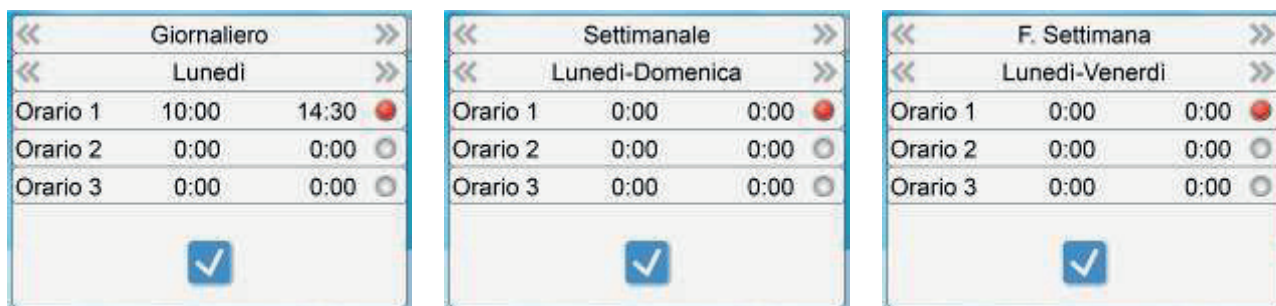 Giornaliero
Lunedì
Orario 1 10:00 14:30
Orario 2 0:00 0:00
Orario 3 0:00 0:00
Settimanale
Lunedì-Domenica
Orario 1 0:00 0:00
Orario 2 0:00 0:00
Orario 3 0:00 0:00
F. Settimana
Lunedì-Venerdì
Orario 1 0:00 0:00
Orario 2 0:00 0:00
Orario 3 0:00 0:00